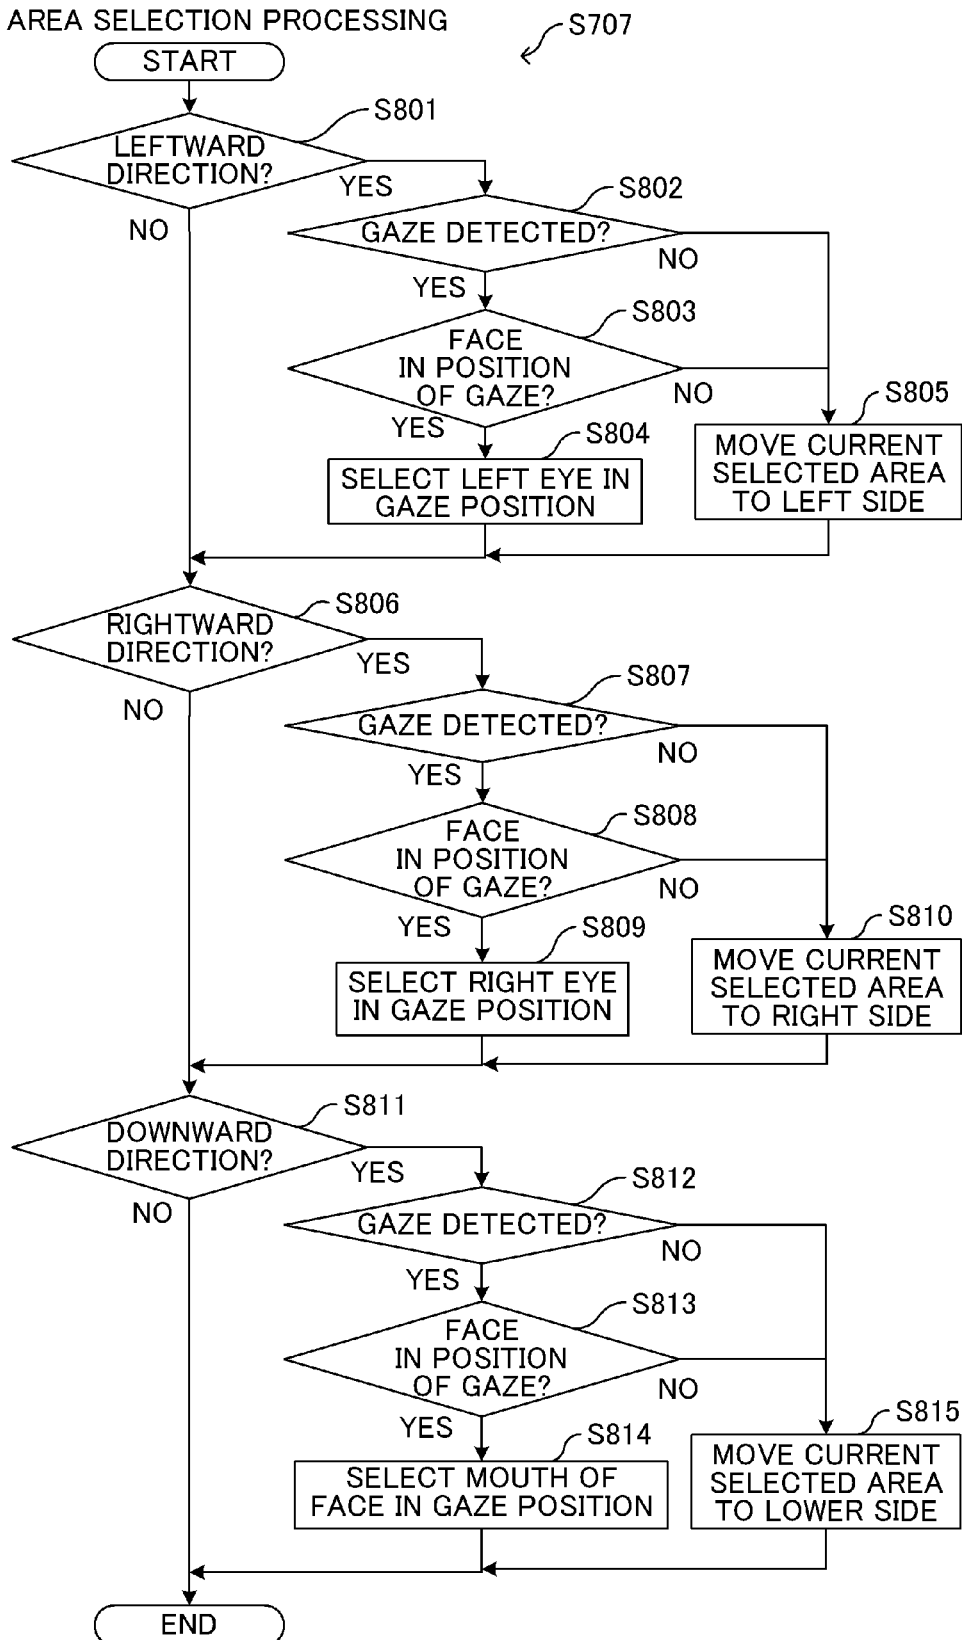 AREA SELECTION PROCESSING
S707
START
S801
LEFTWARD
DIRECTION?
YES
NO
S802
GAZE DETECTED?
NO
YES
S803
FACE
IN POSITION
OF GAZE?
NO
YES
S804
SELECT LEFT EYE IN
GAZE POSITION
S805
MOVE CURRENT
SELECTED AREA
TO LEFT SIDE
S806
RIGHTWARD
DIRECTION?
YES
NO
S807
GAZE DETECTED?
NO
YES
S808
FACE
IN POSITION
OF GAZE?
NO
YES
S809
SELECT RIGHT EYE
IN GAZE POSITION
S810
MOVE CURRENT
SELECTED AREA
TO RIGHT SIDE
S811
DOWNWARD
DIRECTION?
YES
NO
S812
GAZE DETECTED?
NO
YES
S813
FACE
IN POSITION
OF GAZE?
NO
YES
S814
SELECT MOUTH OF
FACE IN GAZE POSITION
S815
MOVE CURRENT
SELECTED AREA
TO LOWER SIDE
END